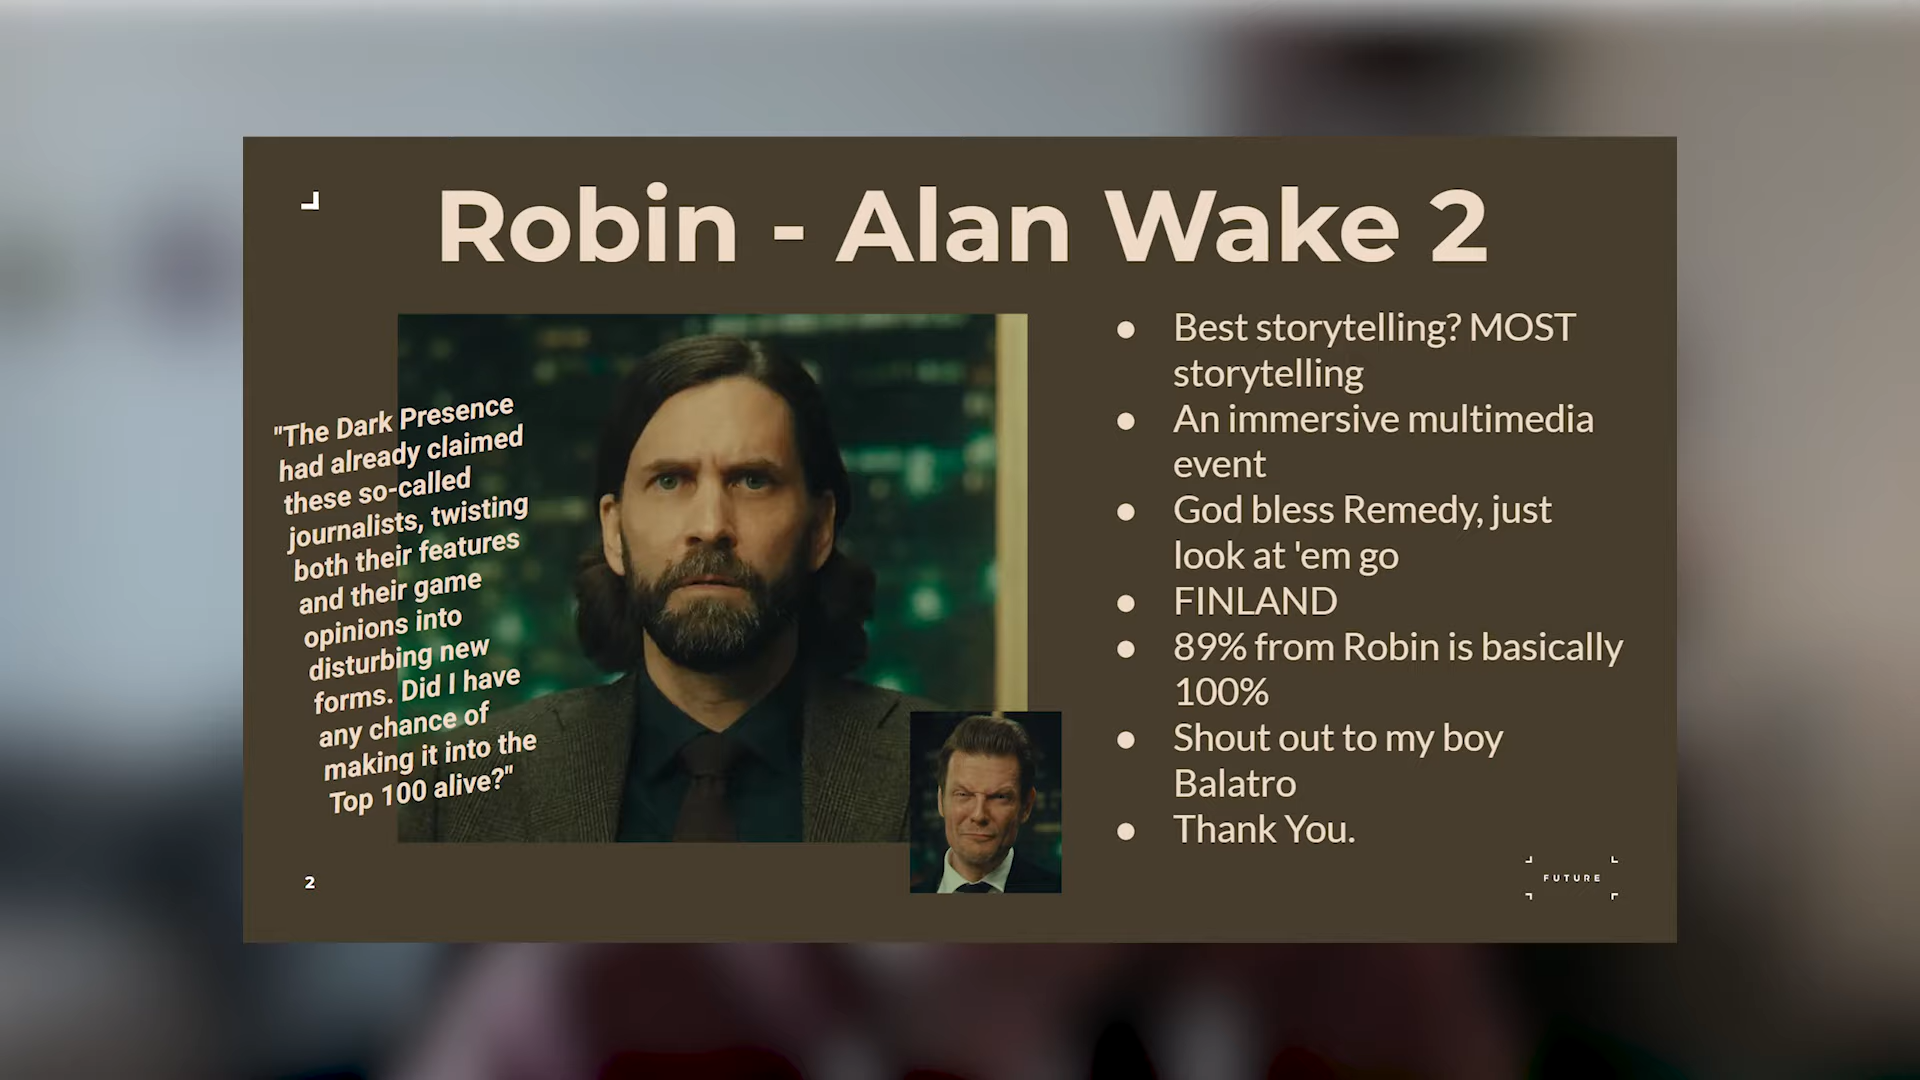 Robin - Alan Wake 2
"The Dark Presence
had already claimed
these so-called
journalists, twisting
both their features
and their game
opinions into
disturbing new
forms. Did I have
any chance of
making it into the
Top 100 alive?"
● Best storytelling? MOST
storytelling
● An immersive multimedia
event
● God bless Remedy, just
look at 'em go
● FINLAND
● 89% from Robin is basically
100%
● Shout out to my boy
Balatro
● Thank You.
2
FUTURE